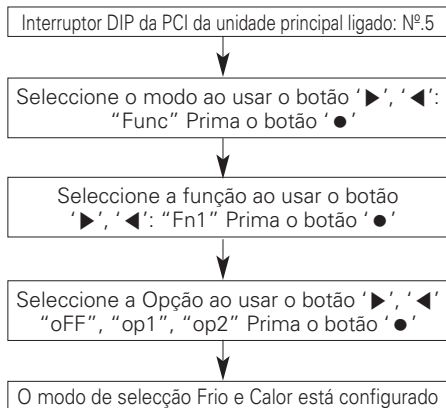 Interruptor DIP da PCI da unidade principal ligado: Nº.5
Seleccione o modo ao usar o botão ‘▶’, ‘◀’:
“Func” Prima o botão ‘●’
Seleccione a função ao usar o botão
‘▶’, ‘◀’: “Fn1” Prima o botão ‘●’
Seleccione a Opção ao usar o botão ‘▶’, ‘◀’
“oFF”, “op1”, “op2” Prima o botão ‘●’
O modo de selecção Frio e Calor está configurado